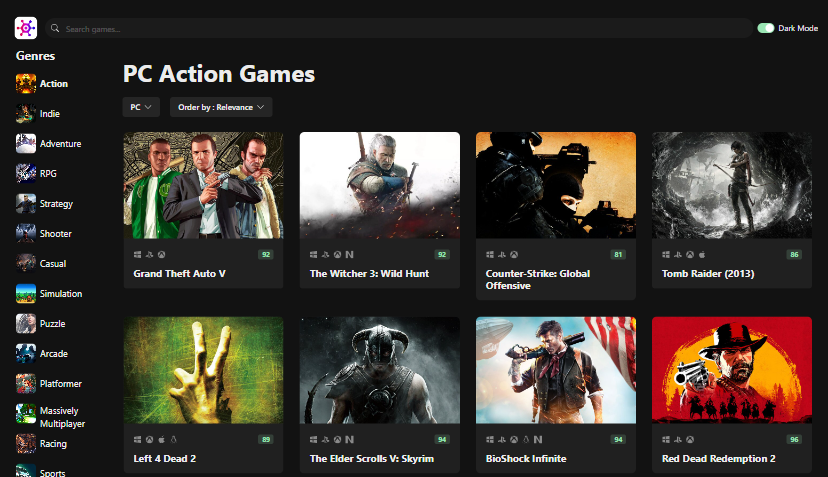 Search games...
Dark Mode
Genres
Action
Indie
Adventure
RPG
Strategy
Shooter
Casual
Simulation
Puzzle
Arcade
Platformer
Massively
Multiplayer
Racing
Sports
PC Action Games
PC
Order by : Relevance
92
Grand Theft Auto V
92
The Witcher 3: Wild Hunt
81
Counter-Strike: Global
Offensive
86
Tomb Raider (2013)
89
Left 4 Dead 2
94
The Elder Scrolls V: Skyrim
94
BioShock Infinite
96
Red Dead Redemption 2